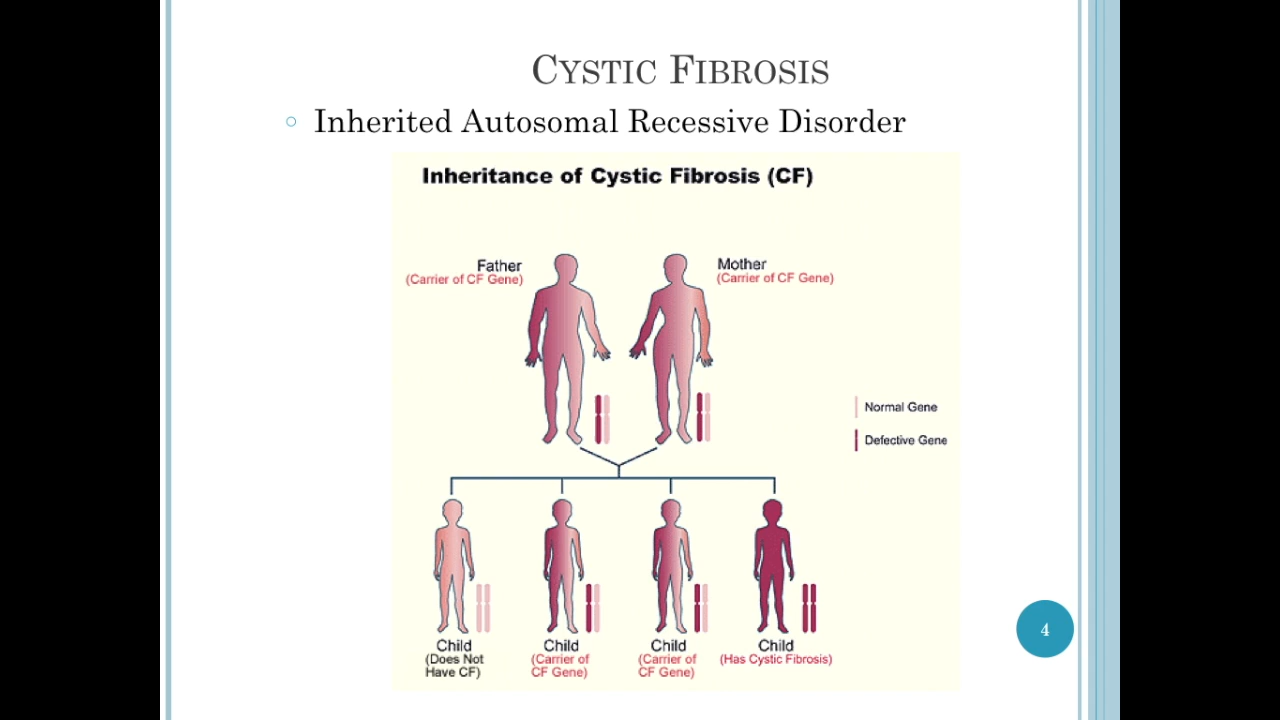 CYSTIC FIBROSIS
Inherited Autosomal Recessive Disorder
Inheritance of Cystic Fibrosis (CF)
Father
(Carrier of CF Gene)
Mother
(Carrier of CF Gene)
Normal Gene
Defective Gene
Child
(Does Not
Have CF)
Child
(Carrier of
CF Gene)
Child
(Carrier of
CF Gene)
Child
(Has Cystic Fibrosis)
4